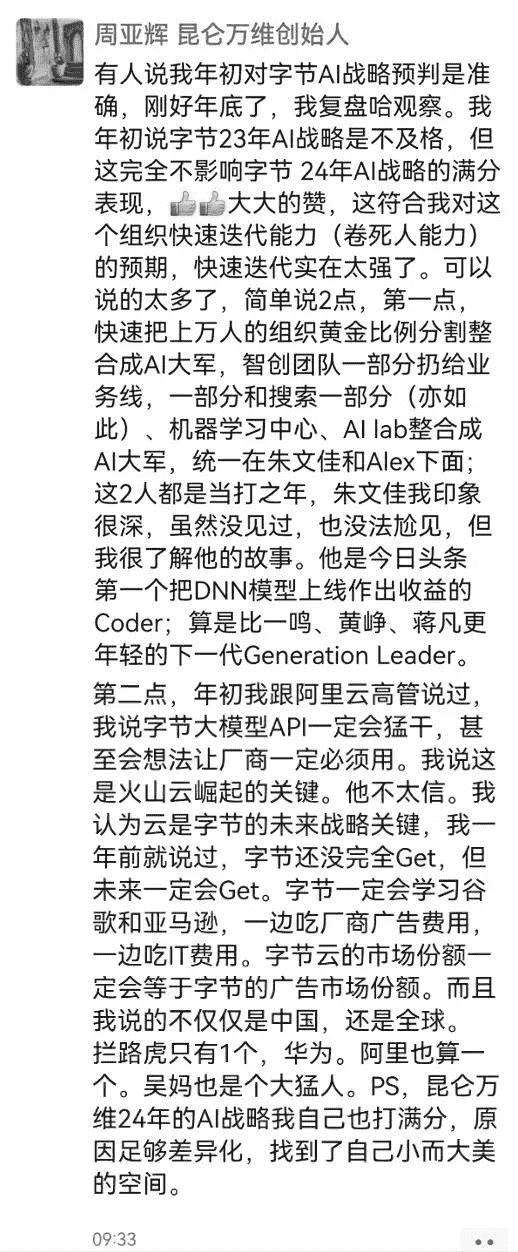 周亚辉 昆仑万维创始人
有人说我年初对字节AI战略预判是准
确，刚好年底了，我复盘哈观察。我
年初说字节23年AI战略是不及格，但
这完全不影响字节 24年AI战略的满分
表现，👍👍大大的赞，这符合我对这
个组织快速迭代能力（卷死人能力）
的预期，快速迭代实在太强了。可以
说的太多了，简单说2点，第一点，
快速把上万人的组织黄金比例分割整
合成AI大军，智创团队一部分扔给业
务线，一部分和搜索一部分（亦如
此）、机器学习中心、AI lab整合成
AI大军，统一在朱文佳和Alex下面；
这2人都是当打之年，朱文佳我印象
很深，虽然没见过，也没法尬见，但
我很了解他的故事。他是今日头条
第一个把DNN模型上线作出收益的
Coder；算是比一鸣、黄峥、蒋凡更
年轻的下一代Generation Leader。
第二点，年初我跟阿里云高管说过，
我说字节大模型API一定会猛干，甚
至会想法让厂商一定必须用。我说这
是火山云崛起的关键。他不太信。我
认为云是字节的未来战略关键，我一
年前就说过，字节还没完全Get，但
未来一定会Get。字节一定会学习谷
歌和亚马逊，一边吃厂商广告费用，
一边吃IT费用。字节云的市场份额一
定会等于字节的广告市场份额。而且
我说的不仅仅是中国，还是全球。
拦路虎只有1个，华为。阿里也算一
个。吴妈也是个大猛人。PS，昆仑万
维24年的AI战略我自己也打满分，原
因足够差异化，找到了自己小而大美
的空间。
09:33